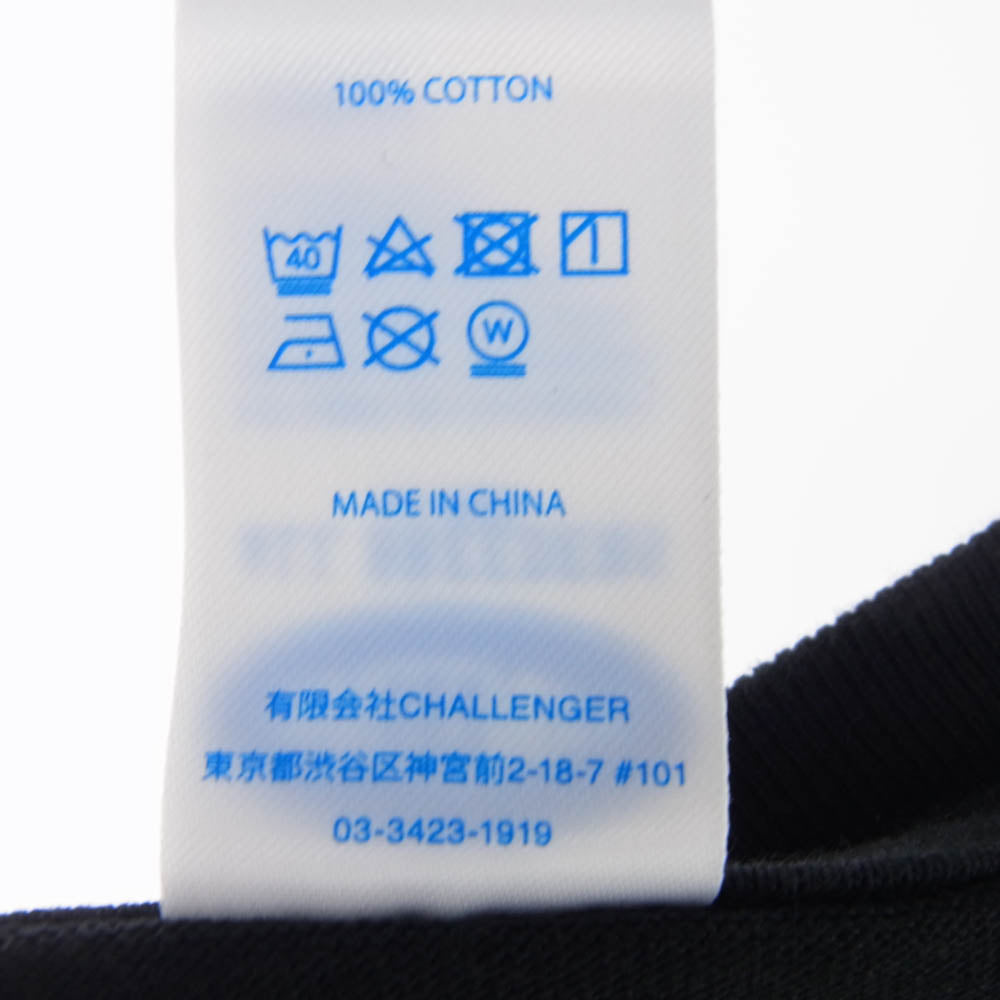 100% COTTON
40
W
MADE IN CHINA
有限会社CHALLENGER
東京都渋谷区神宮前2-18-7 #101
03-3423-1919